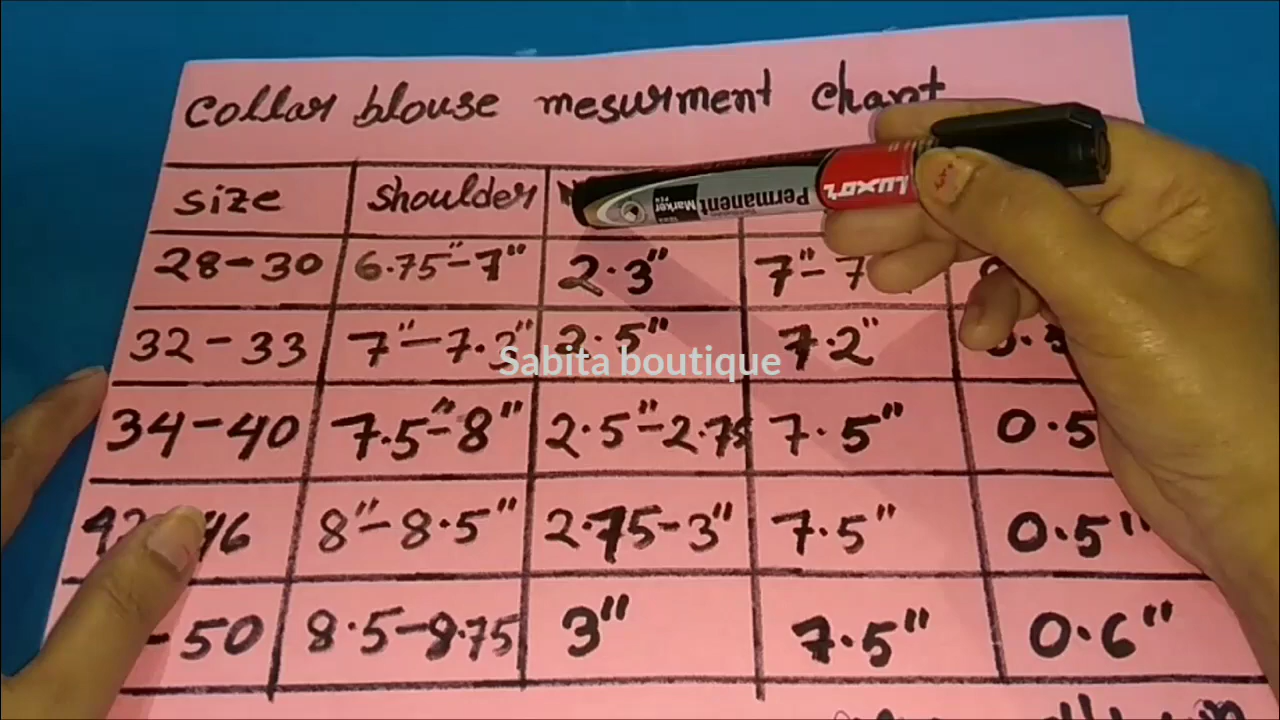 Collar blouse mesurment chart
size shoulder
28-30 6.75"-7" 2.3" 7"-7
32-33 7"-7.3" 2.5" 7.2"
34-40 7.5"-8" 2.5"-2.75 7.5" 0.5
8"-8.5" 2.75-3" 7.5" 0.5"
-50 8.5-8.75 3" 7.5" 0.6"
Permanent Marker PEN Luxor
Sabita boutique